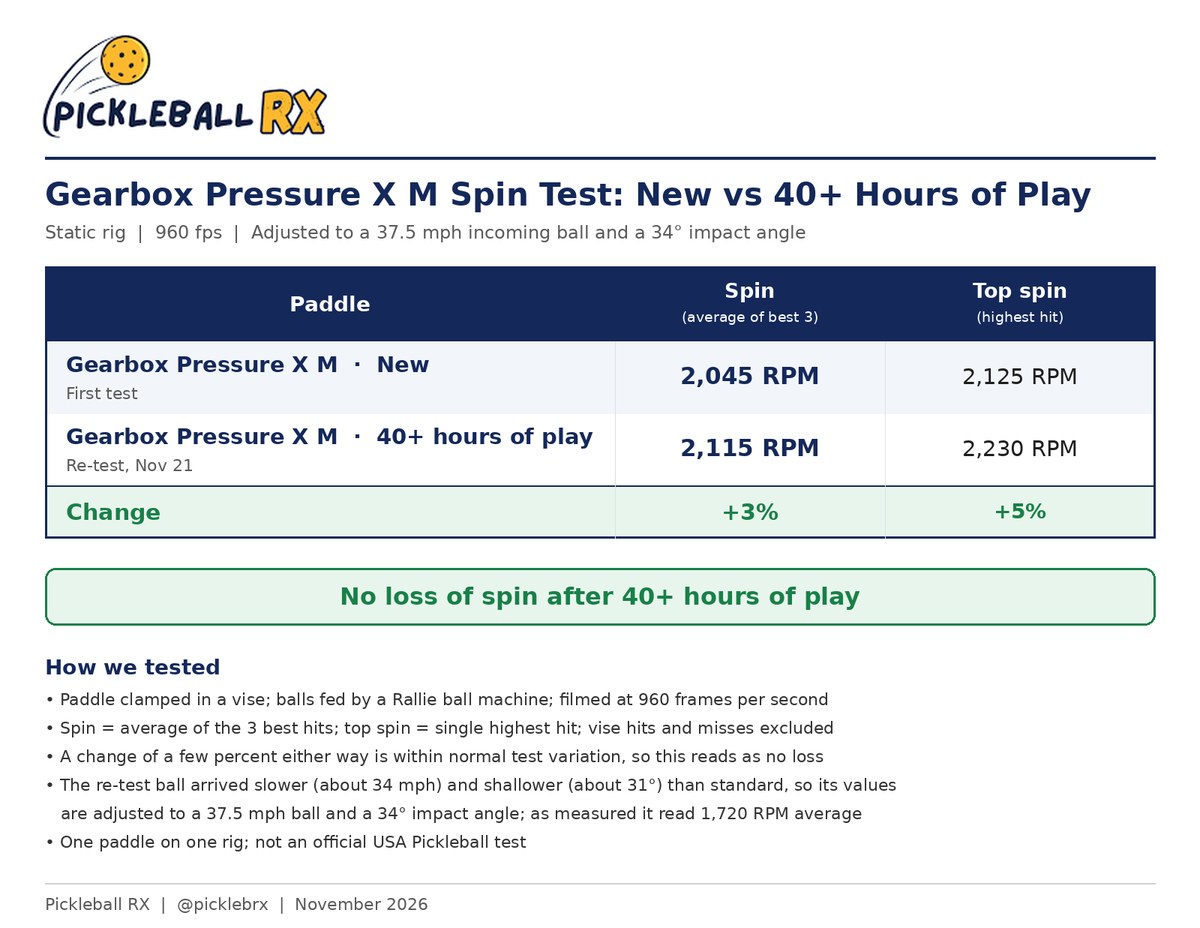 PICKLEBALL RX
Gearbox Pressure X M Spin Test: New vs 40+ Hours of Play
Static rig | 960 fps | Adjusted to a 37.5 mph incoming ball and a 34° impact angle
Paddle
Spin
(average of best 3)
Top spin
(highest hit)
Gearbox Pressure X M · New
First test
2,045 RPM
2,125 RPM
Gearbox Pressure X M · 40+ hours of play
Re-test, Nov 21
2,115 RPM
2,230 RPM
Change
+3%
+5%
No loss of spin after 40+ hours of play
How we tested
• Paddle clamped in a vise; balls fed by a Rallie ball machine; filmed at 960 frames per second
• Spin = average of the 3 best hits; top spin = single highest hit; vise hits and misses excluded
• A change of a few percent either way is within normal test variation, so this reads as no loss
• The re-test ball arrived slower (about 34 mph) and shallower (about 31°) than standard, so its values
are adjusted to a 37.5 mph ball and a 34° impact angle; as measured it read 1,720 RPM average
• One paddle on one rig; not an official USA Pickleball test
Pickleball RX | @picklebrx | November 2026